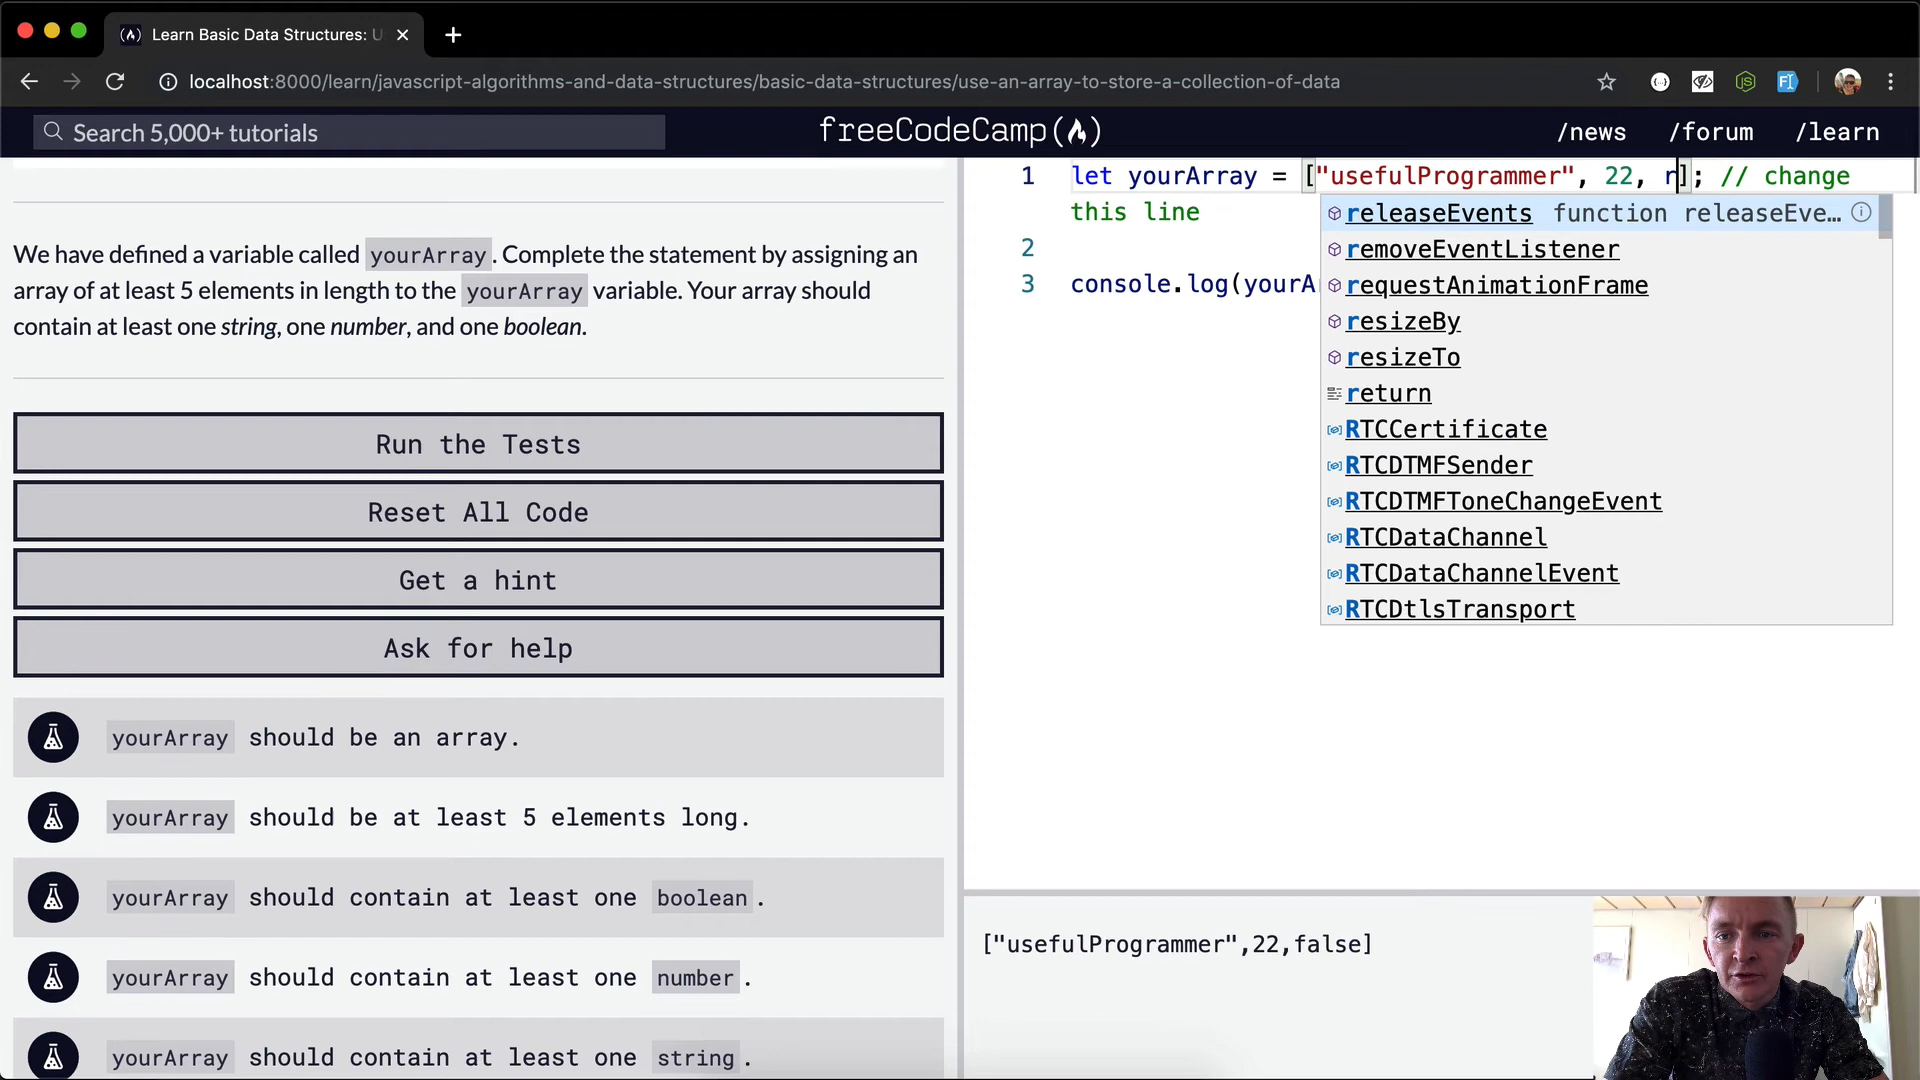 Learn Basic Data Structures: U
localhost:8000/learn/javascript-algorithms-and-data-structures/basic-data-structures/use-an-array-to-store-a-collection-of-data
Search 5,000+ tutorials
freeCodeCamp
/news /forum /learn
We have defined a variable called yourArray. Complete the statement by assigning an
array of at least 5 elements in length to the yourArray variable. Your array should
contain at least one string, one number, and one boolean.
Run the Tests
Reset All Code
Get a hint
Ask for help
yourArray should be an array.
yourArray should be at least 5 elements long.
yourArray should contain at least one boolean.
yourArray should contain at least one number.
yourArray should contain at least one string.
1 let yourArray = ["usefulProgrammer", 22, r]; // change
this line
2
3 console.log(yourA
releaseEvents function releaseEve…
removeEventListener
requestAnimationFrame
resizeBy
resizeTo
return
RTCCertificate
RTCDTMFSender
RTCDTMFToneChangeEvent
RTCDataChannel
RTCDataChannelEvent
RTCDtlsTransport
["usefulProgrammer",22,false]